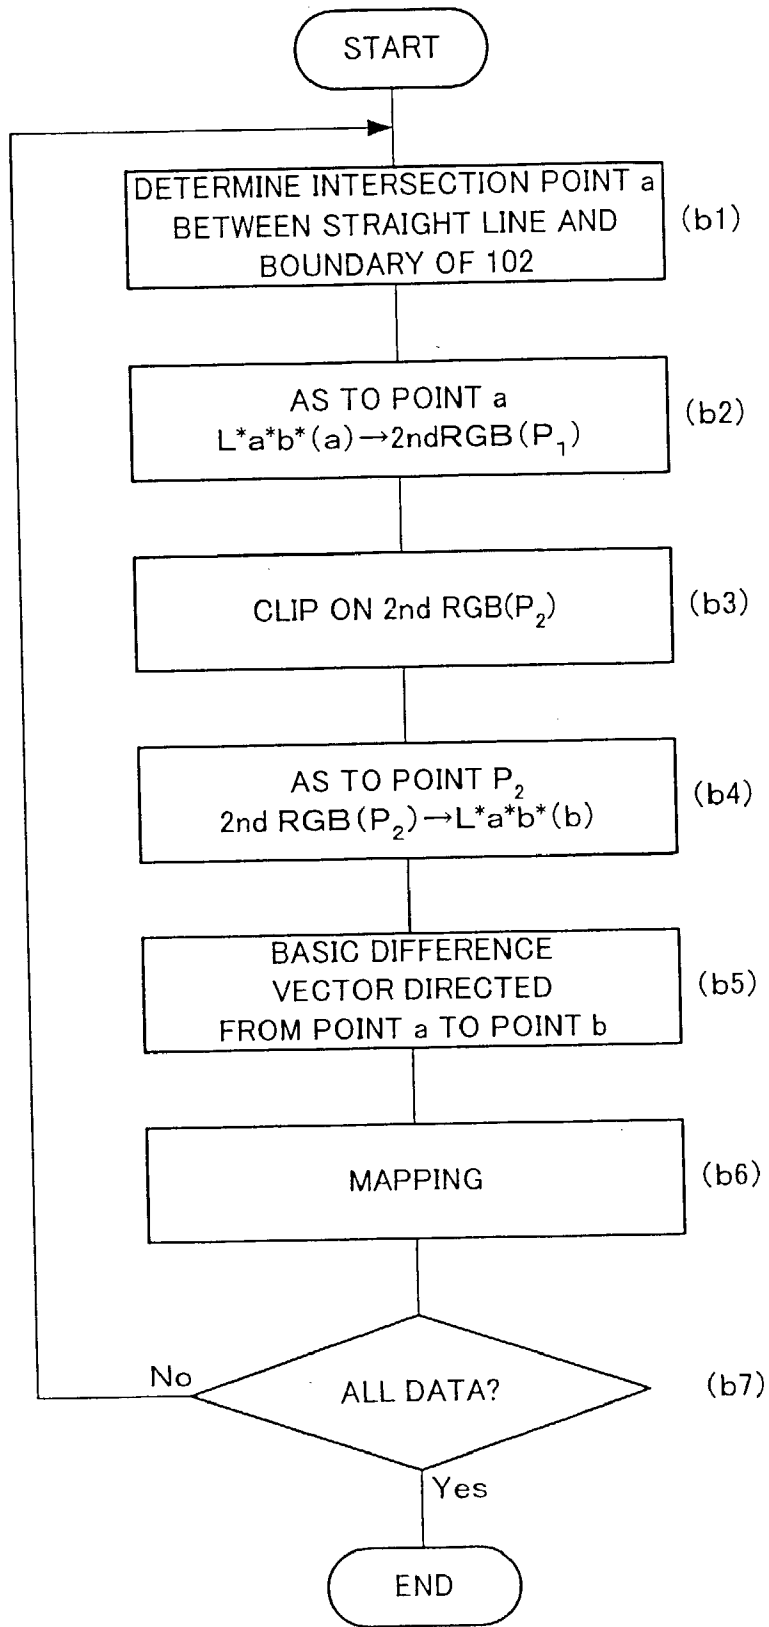 START
DETERMINE INTERSECTION POINT a
BETWEEN STRAIGHT LINE AND
BOUNDARY OF 102
(b1)
AS TO POINT a
L*a*b*(a)→2ndRGB(P₁)
(b2)
CLIP ON 2nd RGB(P₂)
(b3)
AS TO POINT P₂
2nd RGB(P₂)→L*a*b*(b)
(b4)
BASIC DIFFERENCE
VECTOR DIRECTED
FROM POINT a TO POINT b
(b5)
MAPPING
(b6)
No
ALL DATA?
(b7)
Yes
END